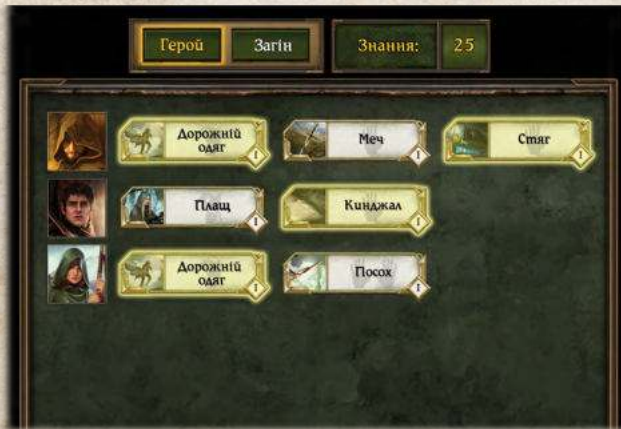 Герой Загін Знання: 25
Дорожній
одяг
I
Меч
I
Стяг
I
Плащ
I
Кинджал
I
Дорожній
одяг
I
Посох
I